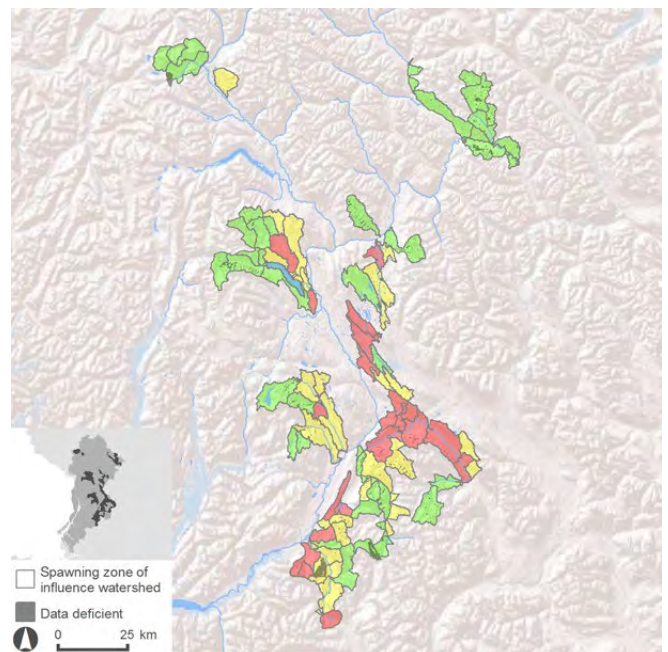 Spawning zone of
influence watershed
Data deficient
0 25 km